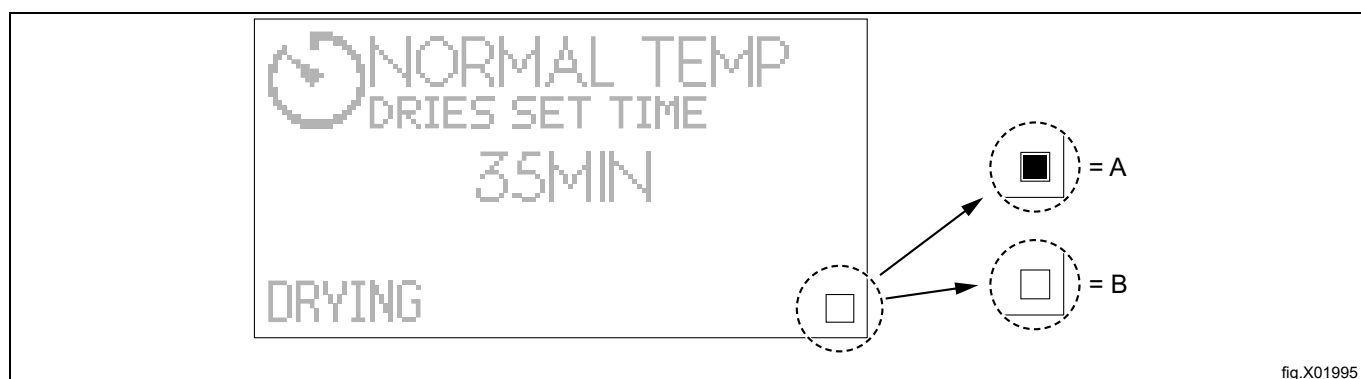 NORMAL TEMP
DRIES SET TIME
35MIN
DRYING
= A
= B
fig.X01995